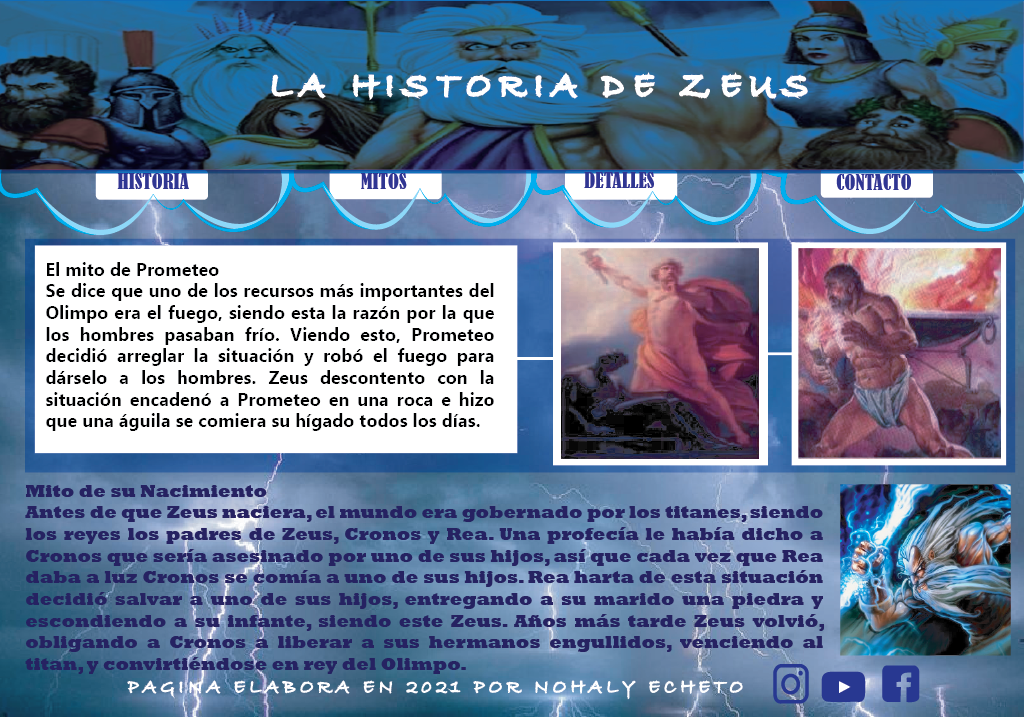 LA HISTORIA DE ZEUS
HISTORIA MITOS DETALLES CONTACTO
El mito de Prometeo
Se dice que uno de los recursos más importantes del
Olimpo era el fuego, siendo esta la razón por la que
los hombres pasaban frío. Viendo esto, Prometeo
decidió arreglar la situación y robó el fuego para
dárselo a los hombres. Zeus descontento con la
situación encadenó a Prometeo en una roca e hizo
que una águila se comiera su hígado todos los días.
Mito de su Nacimiento
Antes de que Zeus naciera, el mundo era gobernado por los titanes, siendo
los reyes los padres de Zeus, Cronos y Rea. Una profecía le había dicho a
Cronos que sería asesinado por uno de sus hijos, así que cada vez que Rea
daba a luz Cronos se comía a uno de sus hijos. Rea harta de esta situación
decidió salvar a uno de sus hijos, entregando a su marido una piedra y
escondiendo a su infante, siendo este Zeus. Años más tarde Zeus volvió,
obligando a Cronos a liberar a sus hermanos engullidos, venciendo al
titan, y convirtiéndose en rey del Olimpo.
PAGINA ELABORA EN 2021 POR NOHALY ECHETO